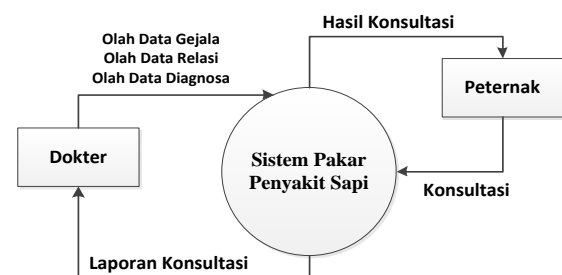 Olah Data Gejala
Olah Data Relasi
Olah Data Diagnosa
Hasil Konsultasi
Peternak
Dokter
Sistem Pakar
Penyakit Sapi
Konsultasi
Laporan Konsultasi